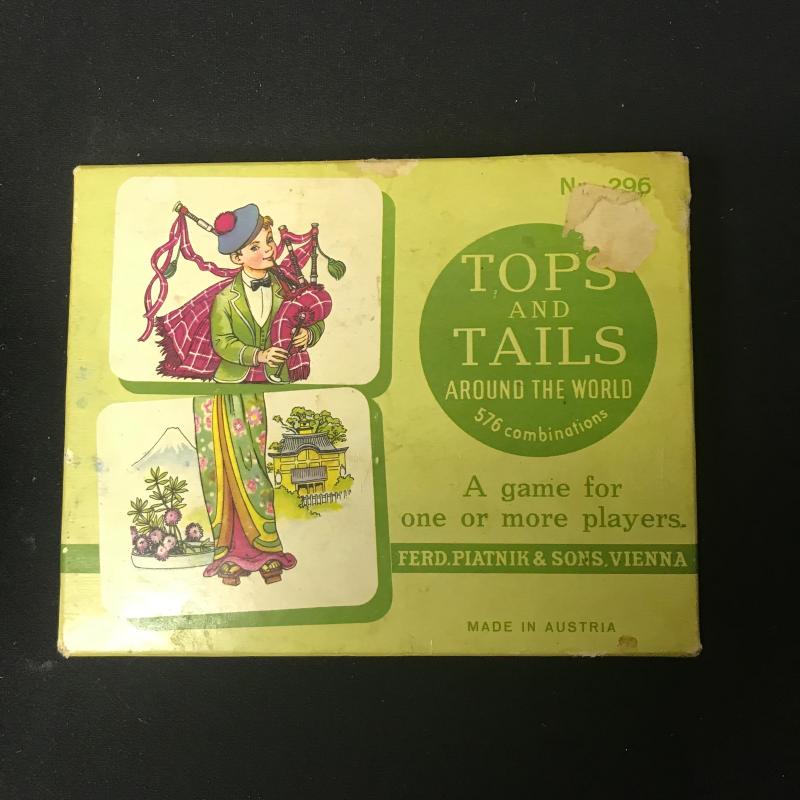 296
TOPS
AND
TAILS
AROUND THE WORLD
576 combinations
A game for
one or more players.
FERD. PIATNIK & SONS, VIENNA
MADE IN AUSTRIA